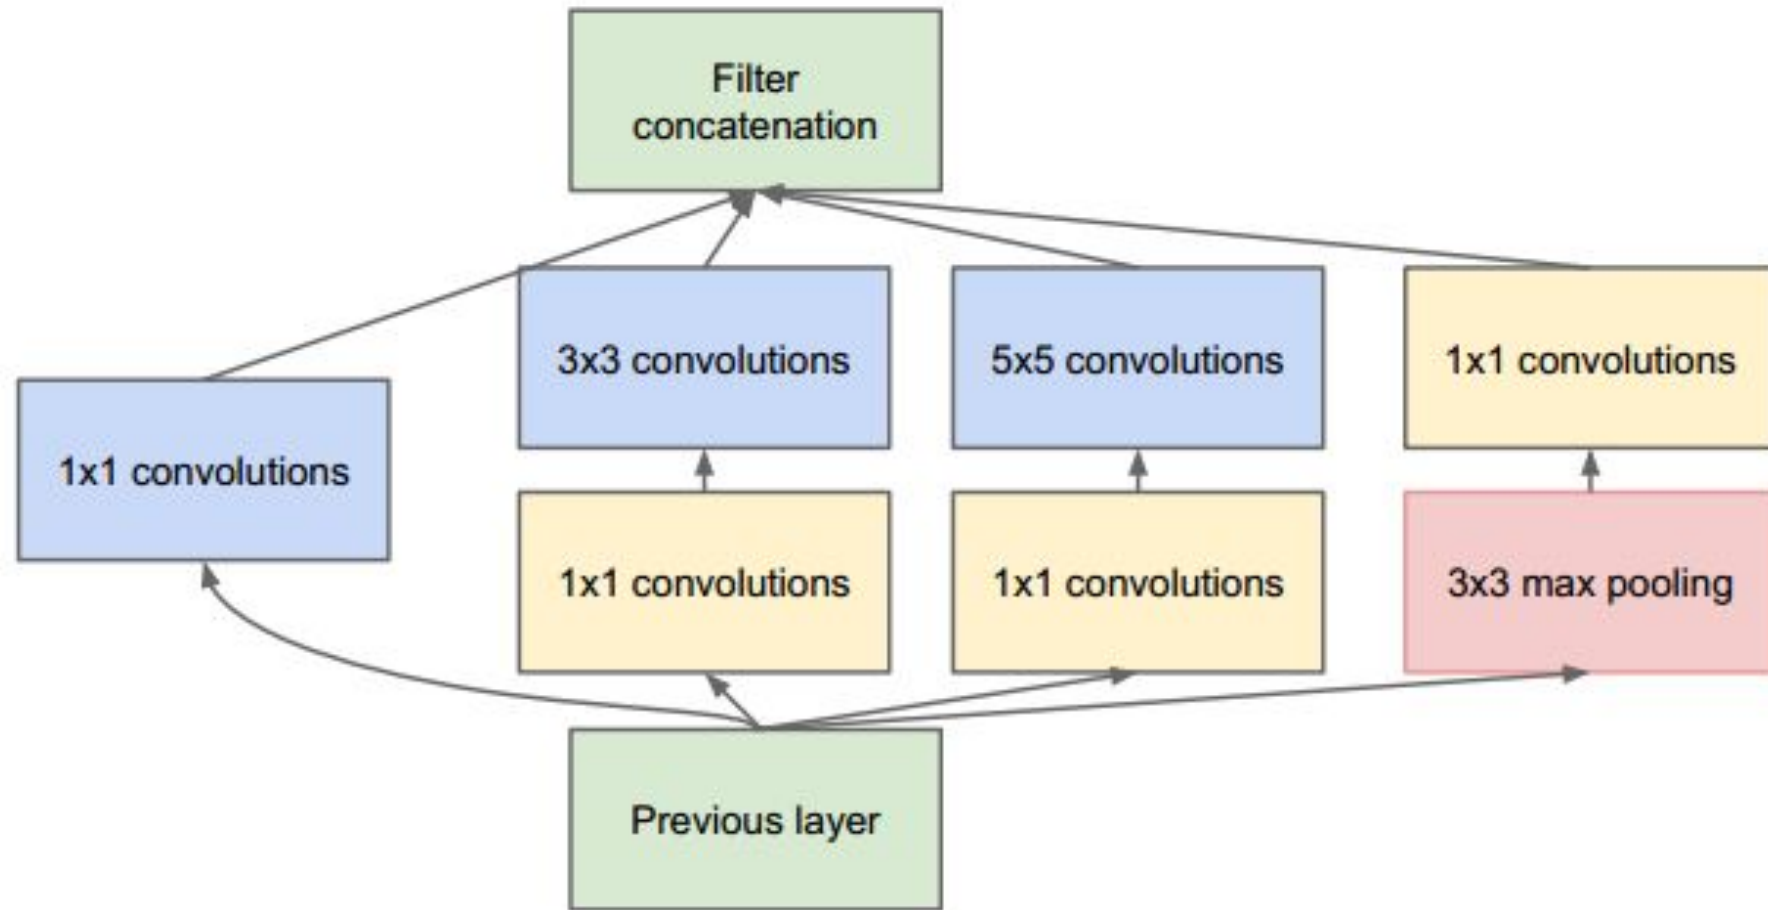 Filter
concatenation
3x3 convolutions
5x5 convolutions
1x1 convolutions
1x1 convolutions
1x1 convolutions
1x1 convolutions
3x3 max pooling
Previous layer